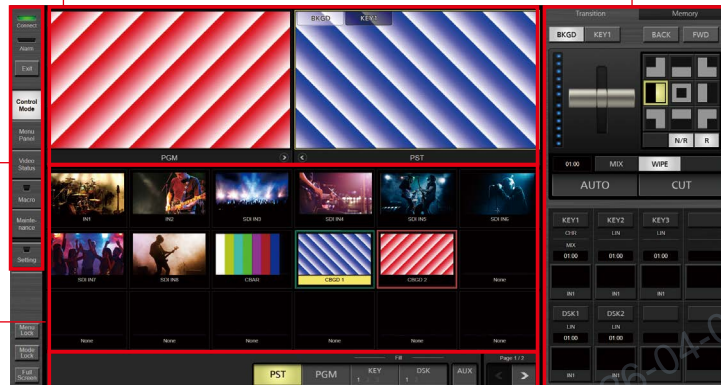 Connect
Alarm
Exit
Control
Mode
Menu
Panel
Video
Status
Macro
Mainte-
nance
Setting
Menu
Lock
Mode
Lock
Full
Screen
BKGD KEY1
PGM
PST
IN1 IN2 SDI IN3 SDI IN4 SDI IN5 SDI IN6
SDI IN7 SDI IN8 CBAR CBGD 1 CBGD 2 None
None None None None None None
Fill
Page 1 / 2
PST PGM KEY DSK AUX < >
1 1
Transition Memory
BKGD KEY1 BACK FWD
N/R R
01:00 MIX WIPE
AUTO CUT
KEY1 KEY2 KEY3
CHR LIN LIN
MIX
01:00 01:00 01:00
IN1 IN1 IN1
DSK1 DSK2
LIN LIN
01:00 01:00
IN1 IN1